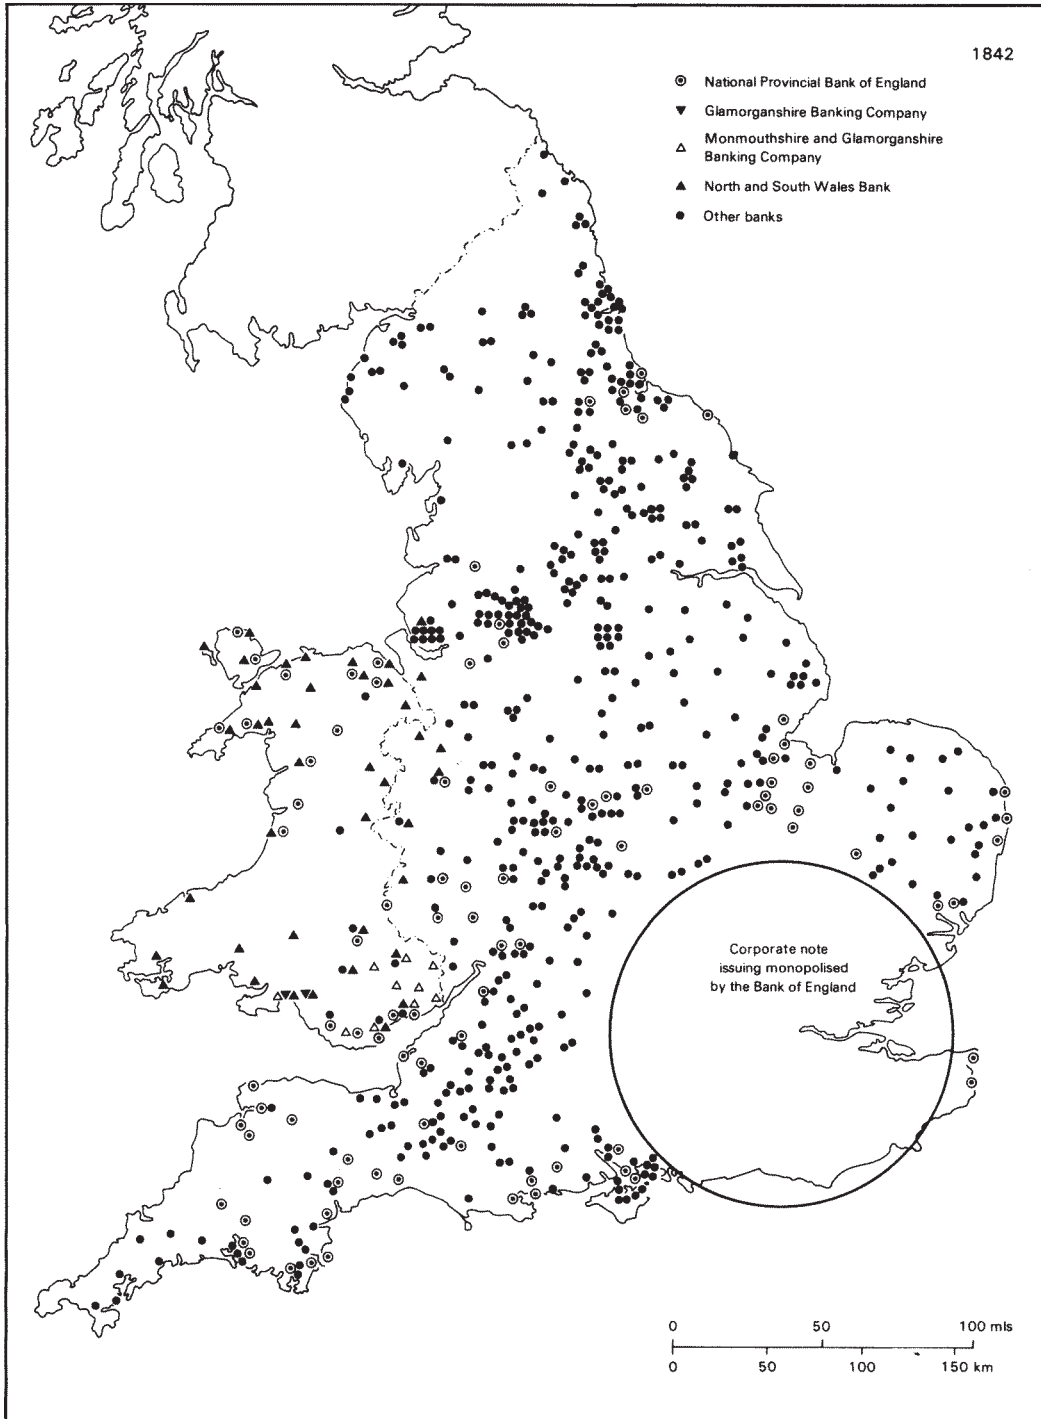 1842
National Provincial Bank of England
Glamorganshire Banking Company
Monmouthshire and Glamorganshire
Banking Company
North and South Wales Bank
Other banks
Corporate note
issuing monopolised
by the Bank of England
0 50 100 mls
0 50 100 150 km